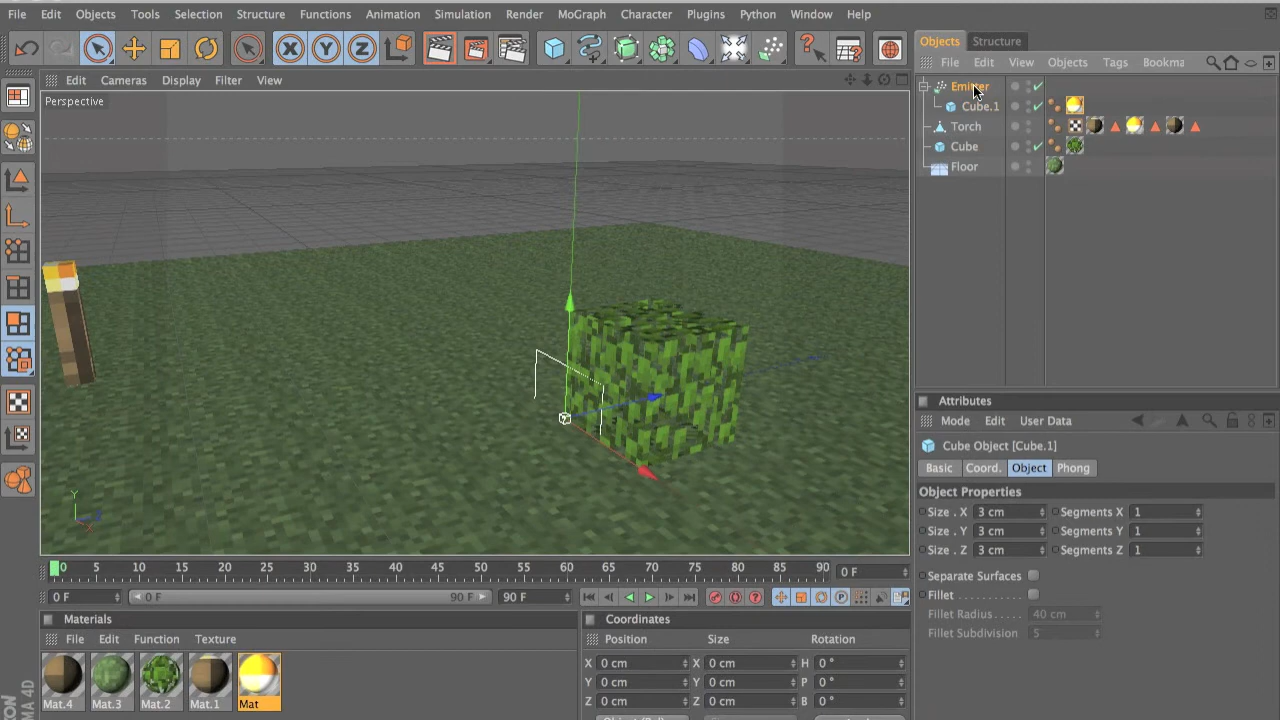 File Edit Objects Tools Selection Structure Functions Animation Simulation Render MoGraph Character Plugins Python Window Help
X Y Z
Objects Structure
File Edit View Objects Tags Bookma
Edit Cameras Display Filter View
Perspective
Emitter
Cube.1
Torch
Cube
Floor
Y
Attributes
Mode Edit User Data
Cube Object [Cube.1]
Basic Coord. Object Phong
Object Properties
Size . X 3 cm Segments X 1
Size . Y 3 cm Segments Y 1
Size . Z 3 cm Segments Z 1
Separate Surfaces
Fillet . . . . . . . . . . .
Fillet Radius . . . . . 40 cm
Fillet Subdivision 5
0 5 10 15 20 25 30 35 40 45 50 55 60 65 70 75 80 85 90 0 F
0 F 0 F 90 F 90 F
Materials
File Edit Function Texture
Mat.4 Mat.3 Mat.2 Mat.1 Mat
Coordinates
Position Size Rotation
X 0 cm X 0 cm H 0 °
Y 0 cm Y 0 cm P 0 °
Z 0 cm Z 0 cm B 0 °